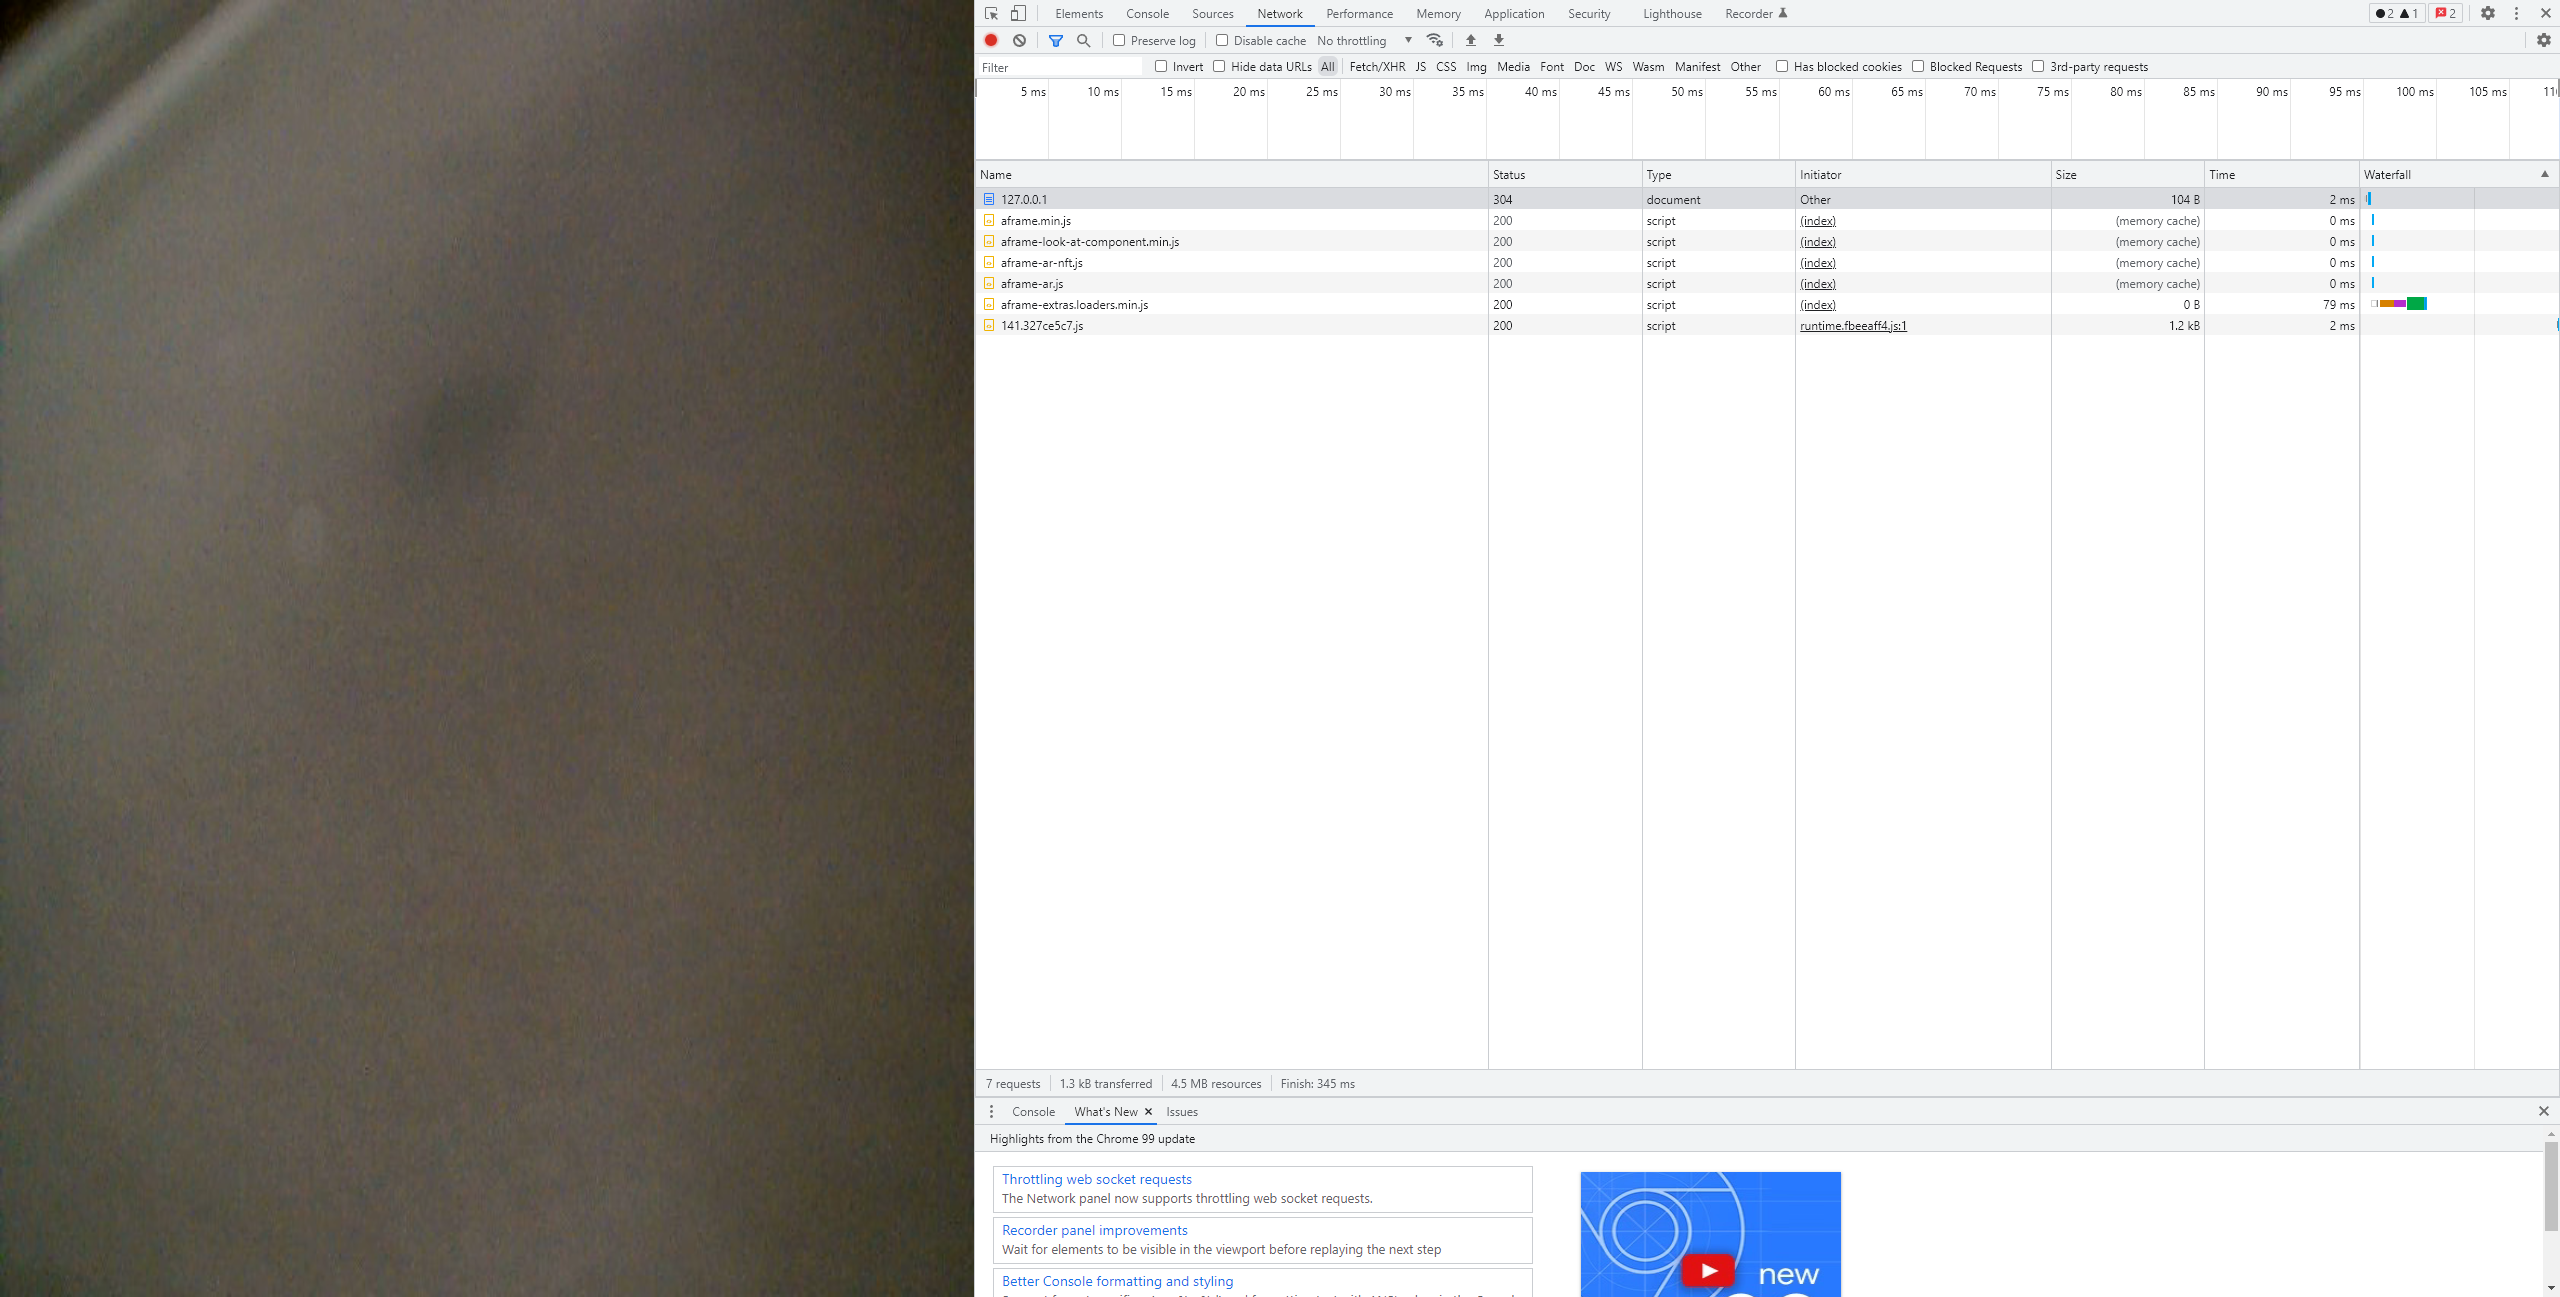 Elements Console Sources Network Performance Memory Application Security Lighthouse Recorder 2 1 2
Preserve log Disable cache No throttling
Filter Invert Hide data URLs All Fetch/XHR JS CSS Img Media Font Doc WS Wasm Manifest Other Has blocked cookies Blocked Requests 3rd-party requests
5 ms 10 ms 15 ms 20 ms 25 ms 30 ms 35 ms 40 ms 45 ms 50 ms 55 ms 60 ms 65 ms 70 ms 75 ms 80 ms 85 ms 90 ms 95 ms 100 ms 105 ms
Name Status Type Initiator Size Time Waterfall
127.0.0.1 304 document Other 104 B 2 ms
aframe.min.js 200 script (index) (memory cache) 0 ms
aframe-look-at-component.min.js 200 script (index) (memory cache) 0 ms
aframe-ar-nft.js 200 script (index) (memory cache) 0 ms
aframe-ar.js 200 script (index) (memory cache) 0 ms
aframe-extras.loaders.min.js 200 script (index) 0 B 79 ms
141.327ce5c7.js 200 script runtime.fbeeaff4.js:1 1.2 kB 2 ms
7 requests 1.3 kB transferred 4.5 MB resources Finish: 345 ms
Console What's New Issues
Highlights from the Chrome 99 update
Throttling web socket requests
The Network panel now supports throttling web socket requests.
Recorder panel improvements
Wait for elements to be visible in the viewport before replaying the next step
Better Console formatting and styling
new